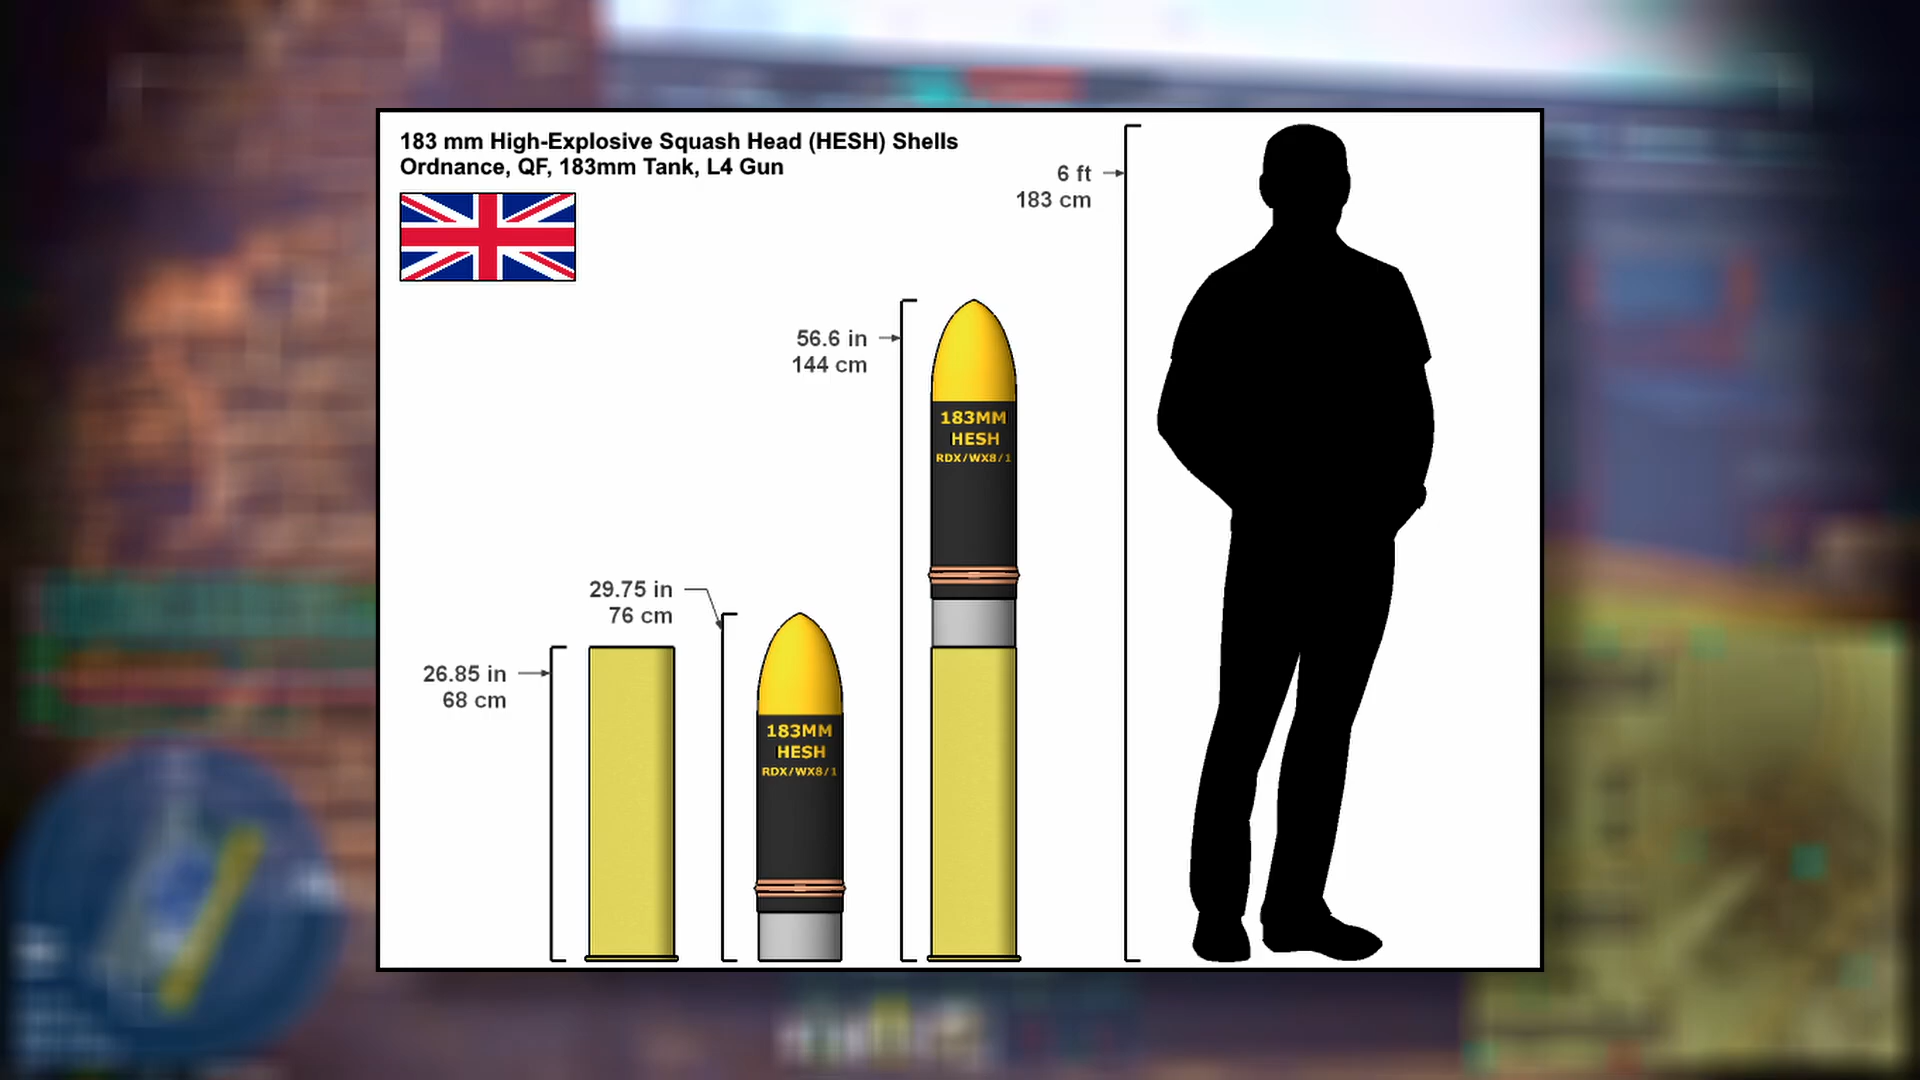 183 mm High-Explosive Squash Head (HESH) Shells
Ordnance, QF, 183mm Tank, L4 Gun
6 ft
183 cm
56.6 in
144 cm
183MM
HESH
RDX/WX8/1
29.75 in
76 cm
26.85 in
68 cm
183MM
HESH
RDX/WX8/1